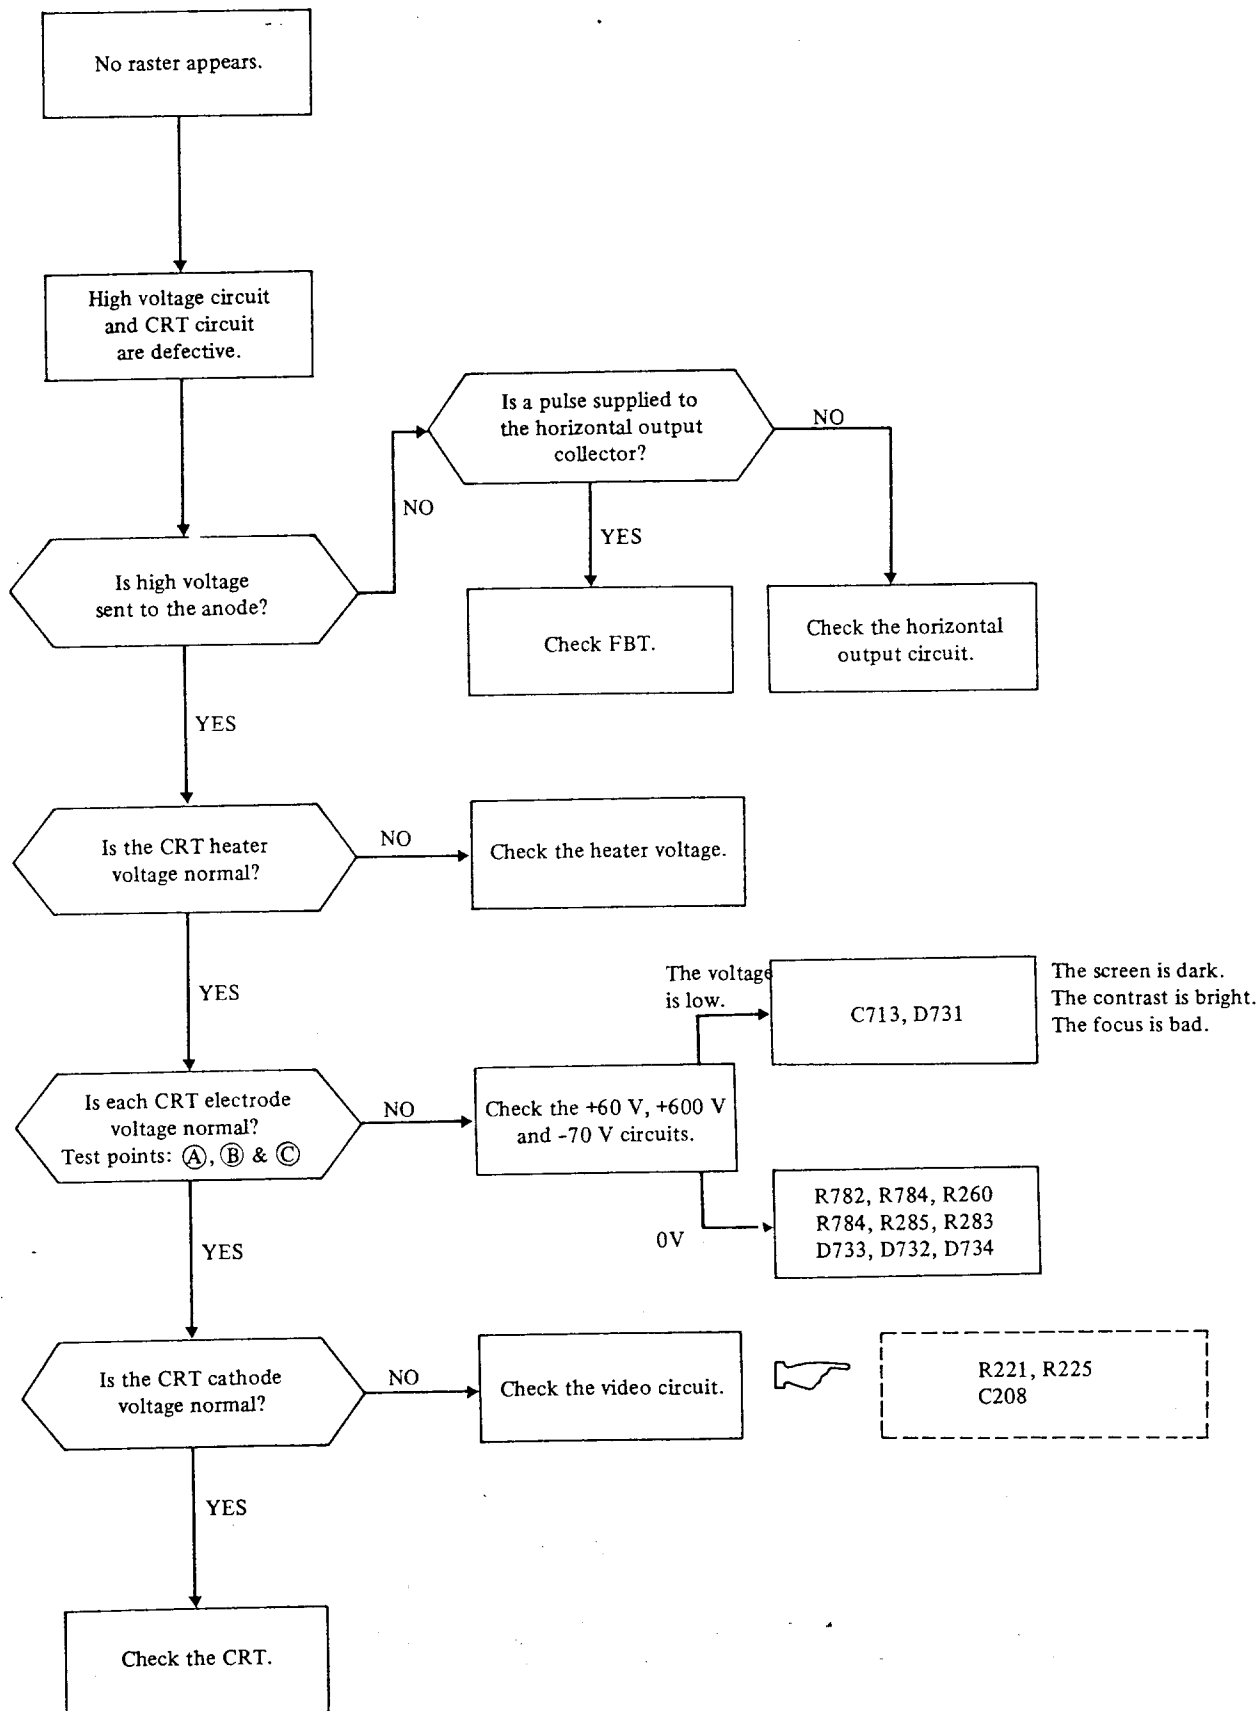 No raster appears.
High voltage circuit
and CRT circuit
are defective.
Is a pulse supplied to
the horizontal output
collector?
NO
NO
YES
Is high voltage
sent to the anode?
Check FBT.
Check the horizontal
output circuit.
YES
Is the CRT heater
voltage normal?
NO
Check the heater voltage.
YES
The voltage
is low.
C713, D731
The screen is dark.
The contrast is bright.
The focus is bad.
Is each CRT electrode
voltage normal?
Test points: Ⓐ, Ⓑ & Ⓒ
NO
Check the +60 V, +600 V
and -70 V circuits.
0V
R782, R784, R260
R784, R285, R283
D733, D732, D734
YES
Is the CRT cathode
voltage normal?
NO
Check the video circuit.
R221, R225
C208
YES
Check the CRT.